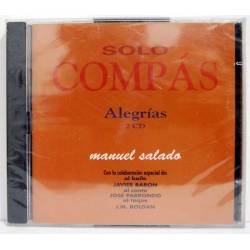 SOLO
COMPÁS
Alegrías
2 CD
manuel salado
Con la colaboración especial de:
al baile
JAVIER BARON
al cante
JOSE PARRONDO
al toque
J.M. ROLDAN